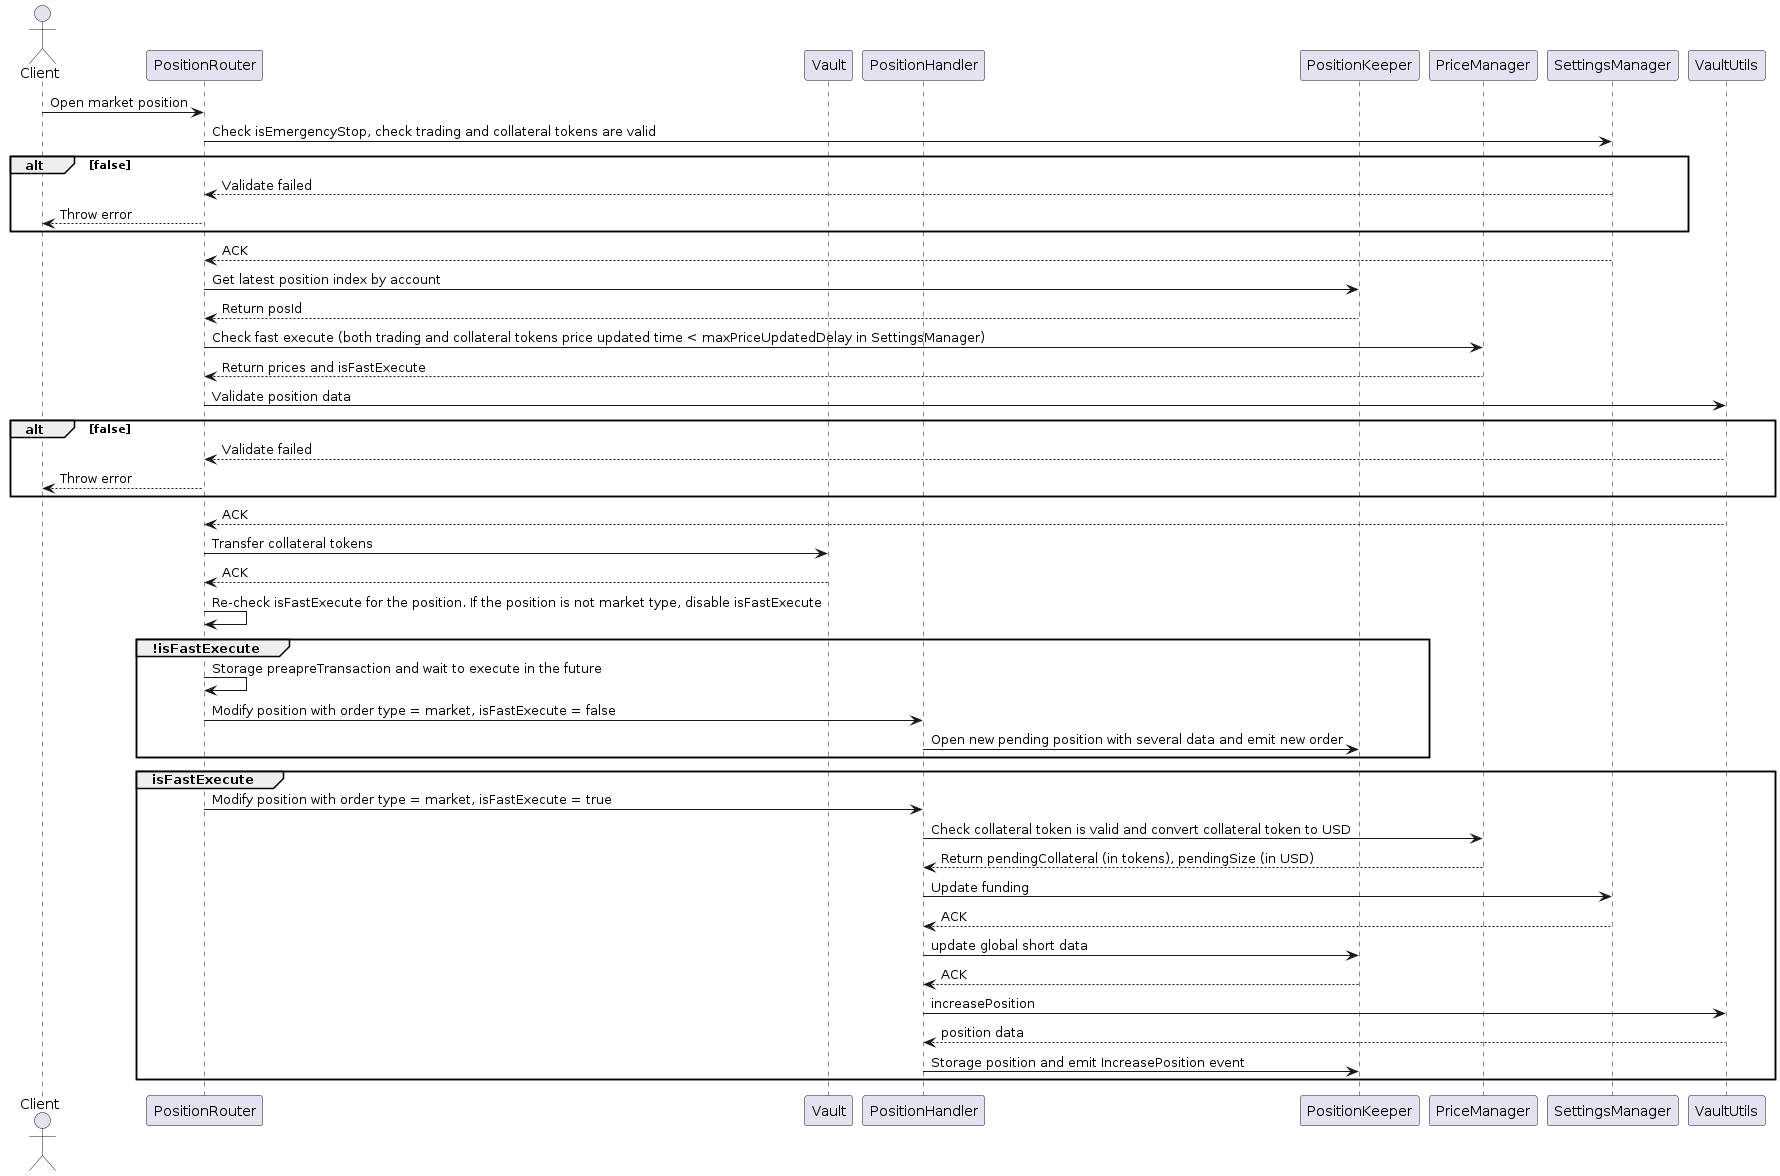 Client
PositionRouter
Vault
PositionHandler
PositionKeeper
PriceManager
SettingsManager
VaultUtils
Open market position
Check isEmergencyStop, check trading and collateral tokens are valid
alt [false]
Validate failed
Throw error
ACK
Get latest position index by account
Return posId
Check fast execute (both trading and collateral tokens price updated time < maxPriceUpdatedDelay in SettingsManager)
Return prices and isFastExecute
Validate position data
alt [false]
Validate failed
Throw error
ACK
Transfer collateral tokens
ACK
Re-check isFastExecute for the position. If the position is not market type, disable isFastExecute
!isFastExecute
Storage preapreTransaction and wait to execute in the future
Modify position with order type = market, isFastExecute = false
Open new pending position with several data and emit new order
isFastExecute
Modify position with order type = market, isFastExecute = true
Check collateral token is valid and convert collateral token to USD
Return pendingCollateral (in tokens), pendingSize (in USD)
Update funding
ACK
update global short data
ACK
increasePosition
position data
Storage position and emit IncreasePosition event
Client
PositionRouter
Vault
PositionHandler
PositionKeeper
PriceManager
SettingsManager
VaultUtils